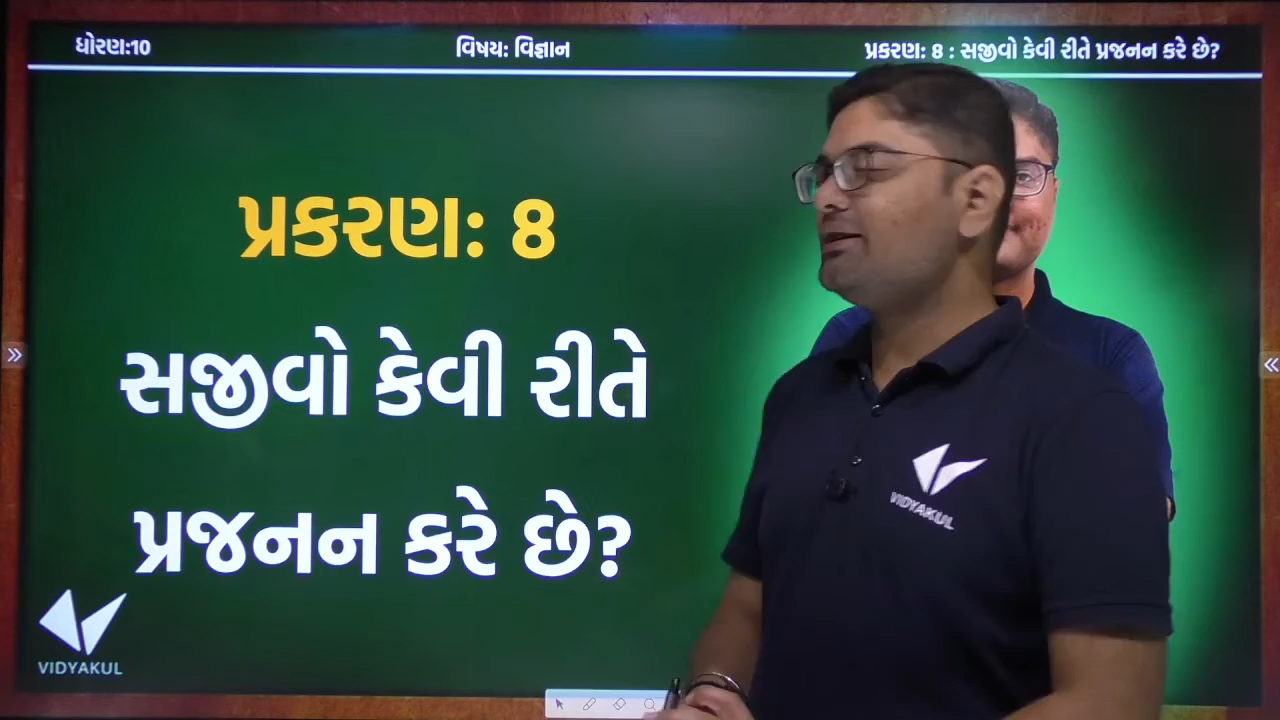 ધોરણ:10
વિષય: વિજ્ઞાન
પ્રકરણ: 8 : સજીવો કેવી રીતે પ્રજનન કરે છે?
પ્રકરણ: 8
સજીવો કેવી રીતે
પ્રજનન કરે છે?
VIDYAKUL
VIDYAKUL